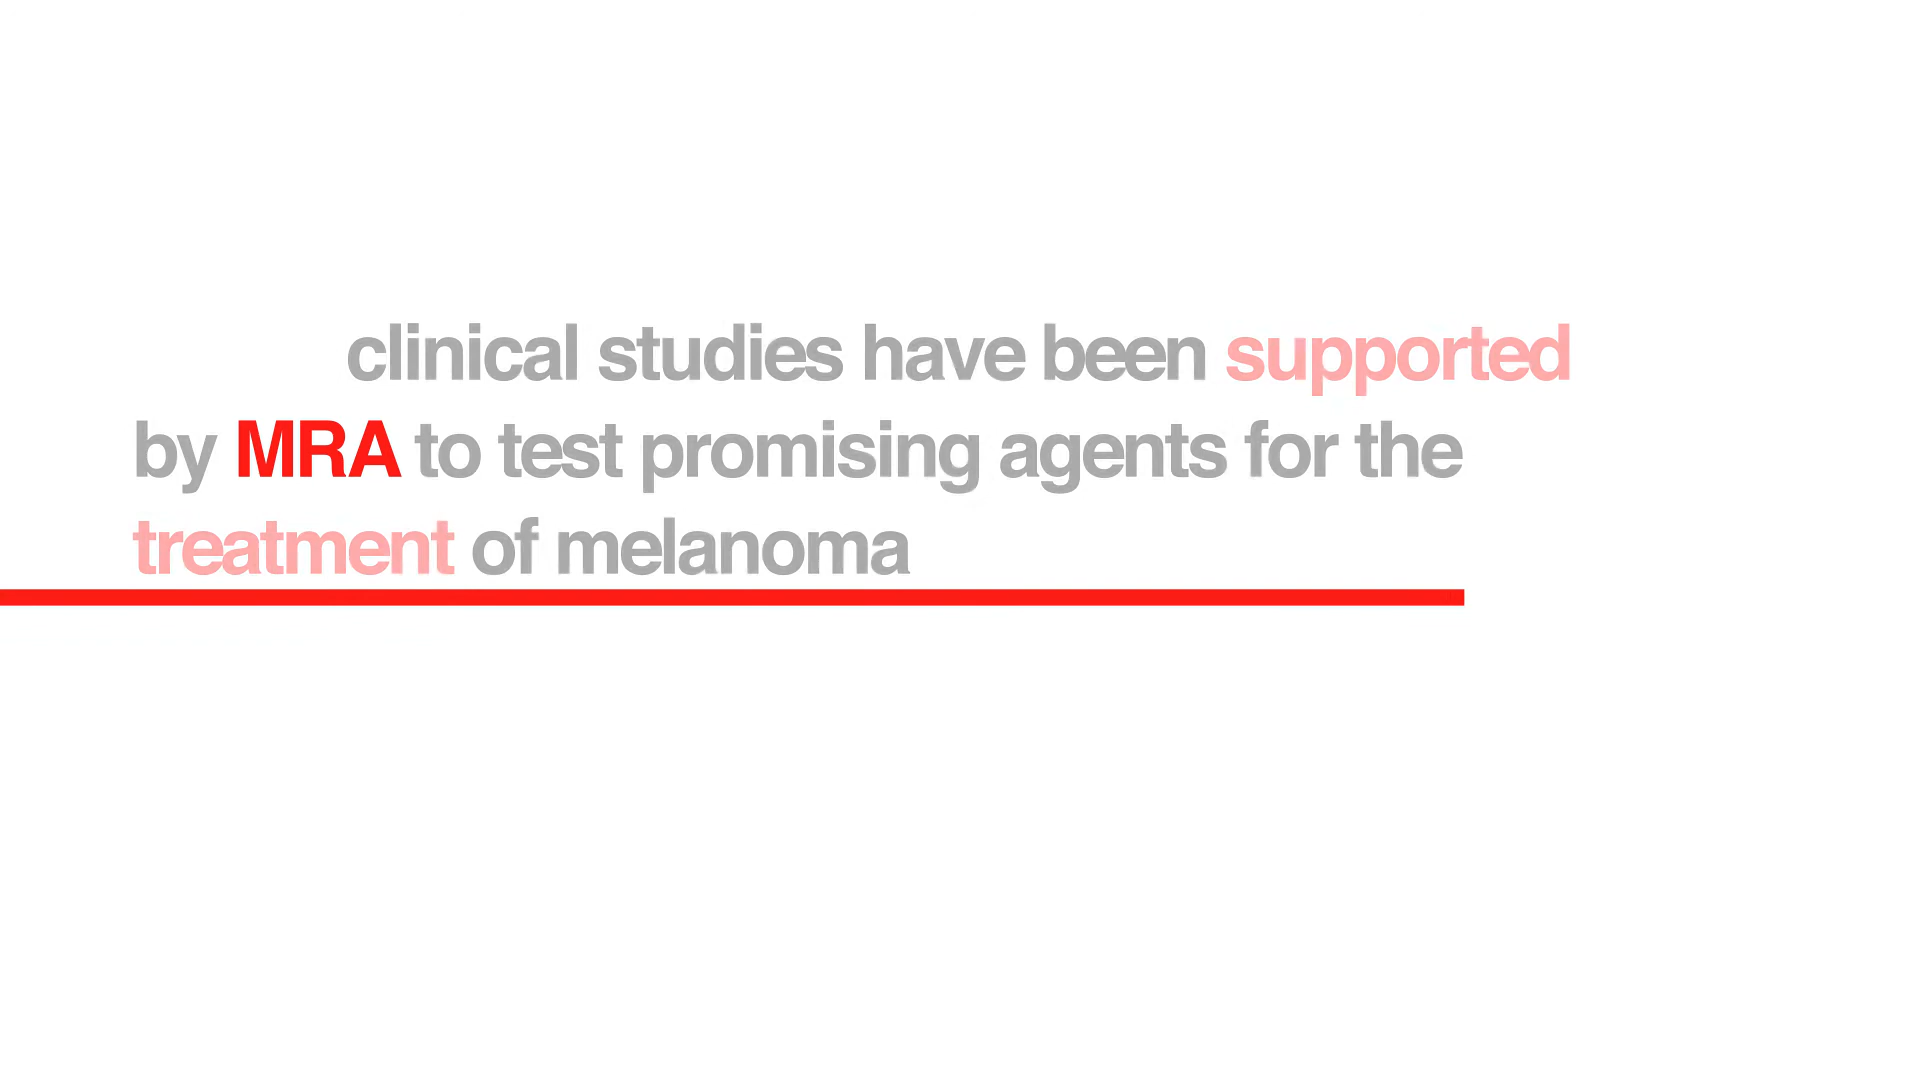 clinical studies have been supported
by MRA to test promising agents for the
treatment of melanoma